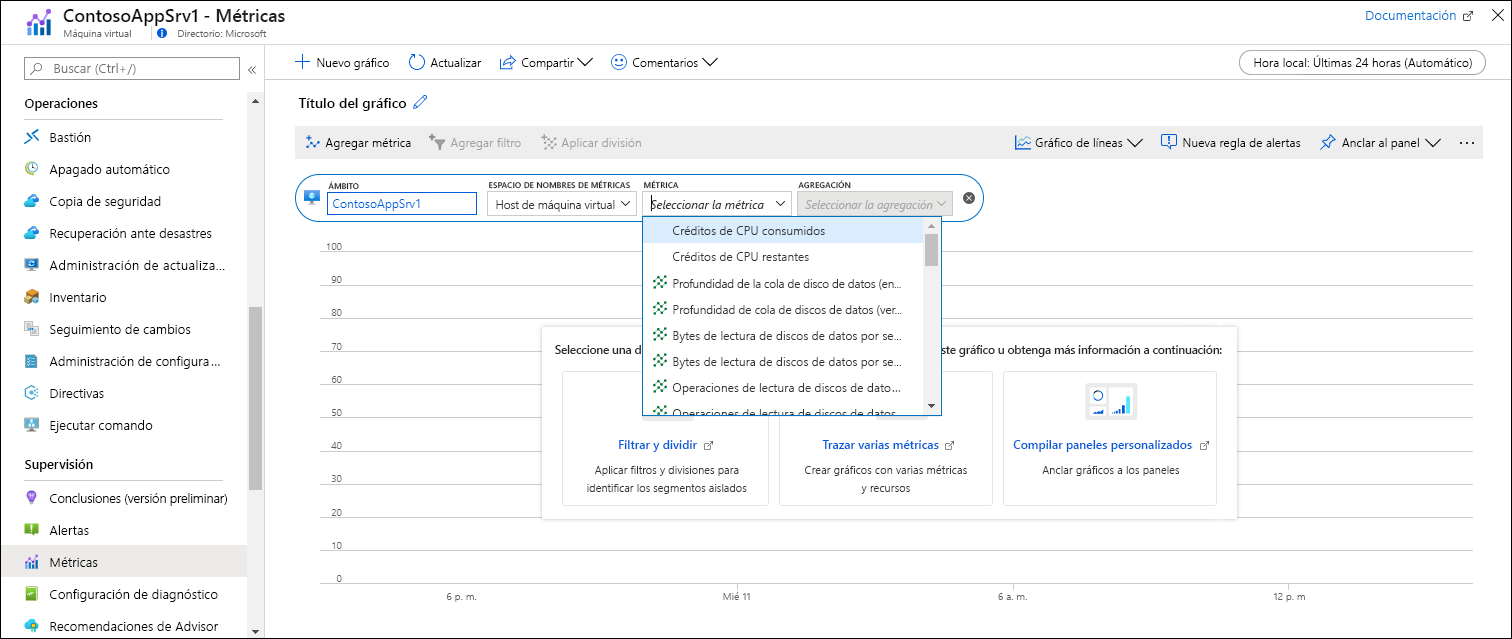 ContosoAppSrv1 - Métricas
Máquina virtual
Directorio: Microsoft
Documentación
Buscar (Ctrl+/)
«
Operaciones
Bastión
Apagado automático
Copia de seguridad
Recuperación ante desastres
Administración de actualiza...
Inventario
Seguimiento de cambios
Administración de configura...
Directivas
Ejecutar comando
Supervisión
Conclusiones (versión preliminar)
Alertas
Métricas
Configuración de diagnóstico
Recomendaciones de Advisor
Nuevo gráfico
Actualizar
Compartir
Comentarios
Hora local: Últimas 24 horas (Automático)
Título del gráfico
Agregar métrica
Agregar filtro
Aplicar división
Gráfico de líneas
Nueva regla de alertas
Anclar al panel
...
ÁMBITO
ContosoAppSrv1
ESPACIO DE NOMBRES DE MÉTRICAS
Host de máquina virtual
MÉTRICA
Seleccionar la métrica
AGREGACIÓN
Seleccionar la agregación
Créditos de CPU consumidos
Créditos de CPU restantes
Profundidad de la cola de disco de datos (en...
Profundidad de cola de discos de datos (ver...
Bytes de lectura de discos de datos por se...
Bytes de lectura de discos de datos por se...
Operaciones de lectura de discos de dato...
Operaciones de lectura de discos de datos
100
90
80
70
60
50
40
30
20
10
0
Seleccione una d
ste gráfico u obtenga más información a continuación:
Filtrar y dividir
Aplicar filtros y divisiones para
identificar los segmentos aislados
Trazar varias métricas
Crear gráficos con varias métricas
y recursos
Compilar paneles personalizados
Anclar gráficos a los paneles
6 p. m.
Mié 11
6 a. m.
12 p. m